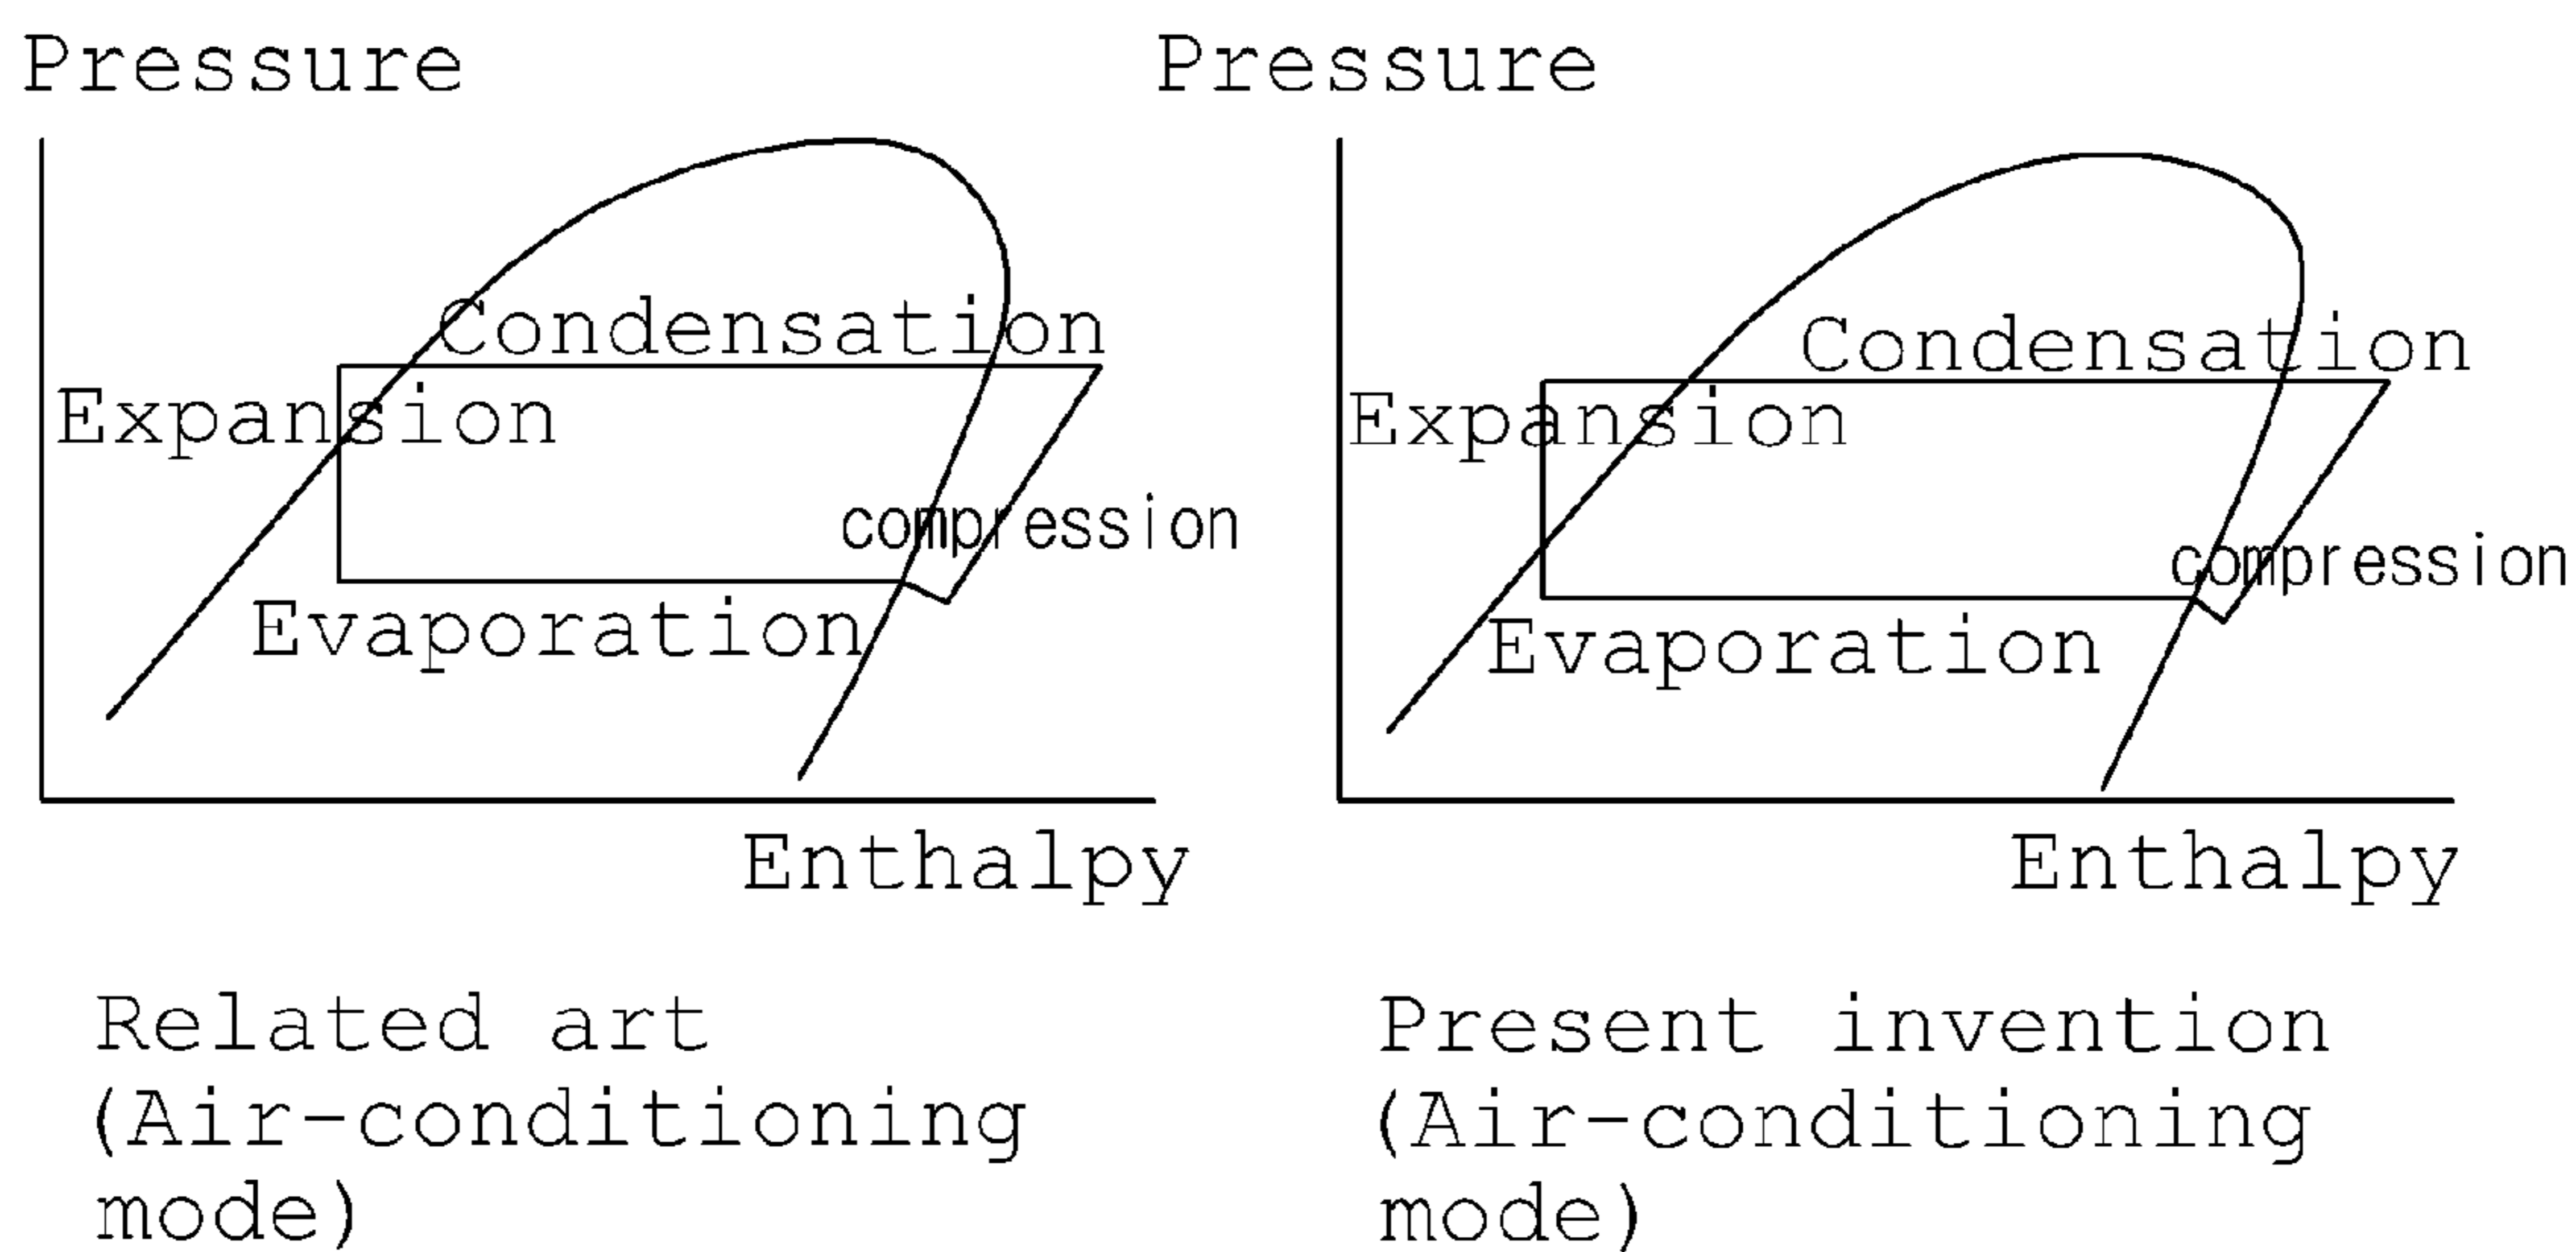 Pressure
Condensation
Expansion
compression
Evaporation
Enthalpy
Related art
(Air-conditioning
mode)
Pressure
Condensation
Expansion
compression
Evaporation
Enthalpy
Present invention
(Air-conditioning
mode)